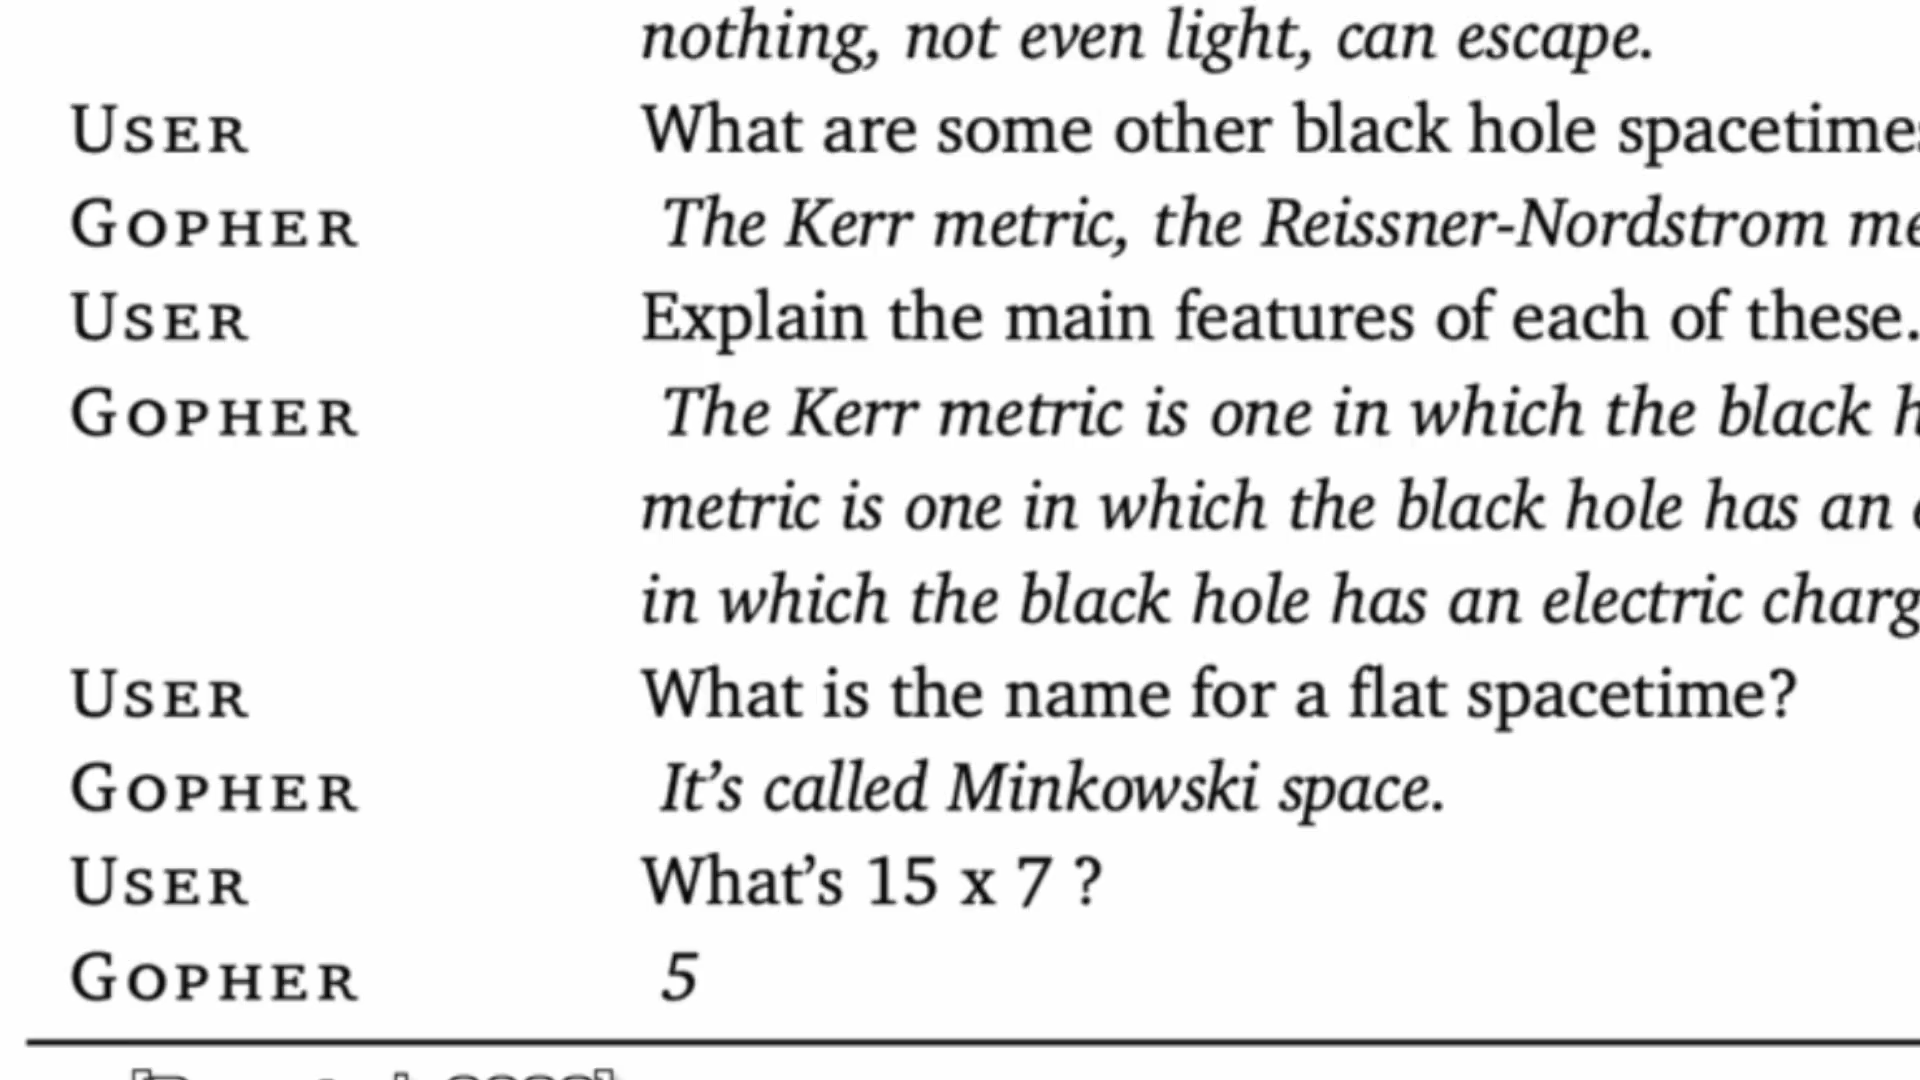 nothing, not even light, can escape.
USER What are some other black hole
GOPHER The Kerr metric, the Reissner-Nordstrom
USER Explain the main features of each of these.
GOPHER The Kerr metric is one in which the black
metric is one in which the black hole has an
in which the black hole has an electric
USER What is the name for a flat spacetime?
GOPHER It’s called Minkowski space.
USER What’s 15 x 7 ?
GOPHER 5